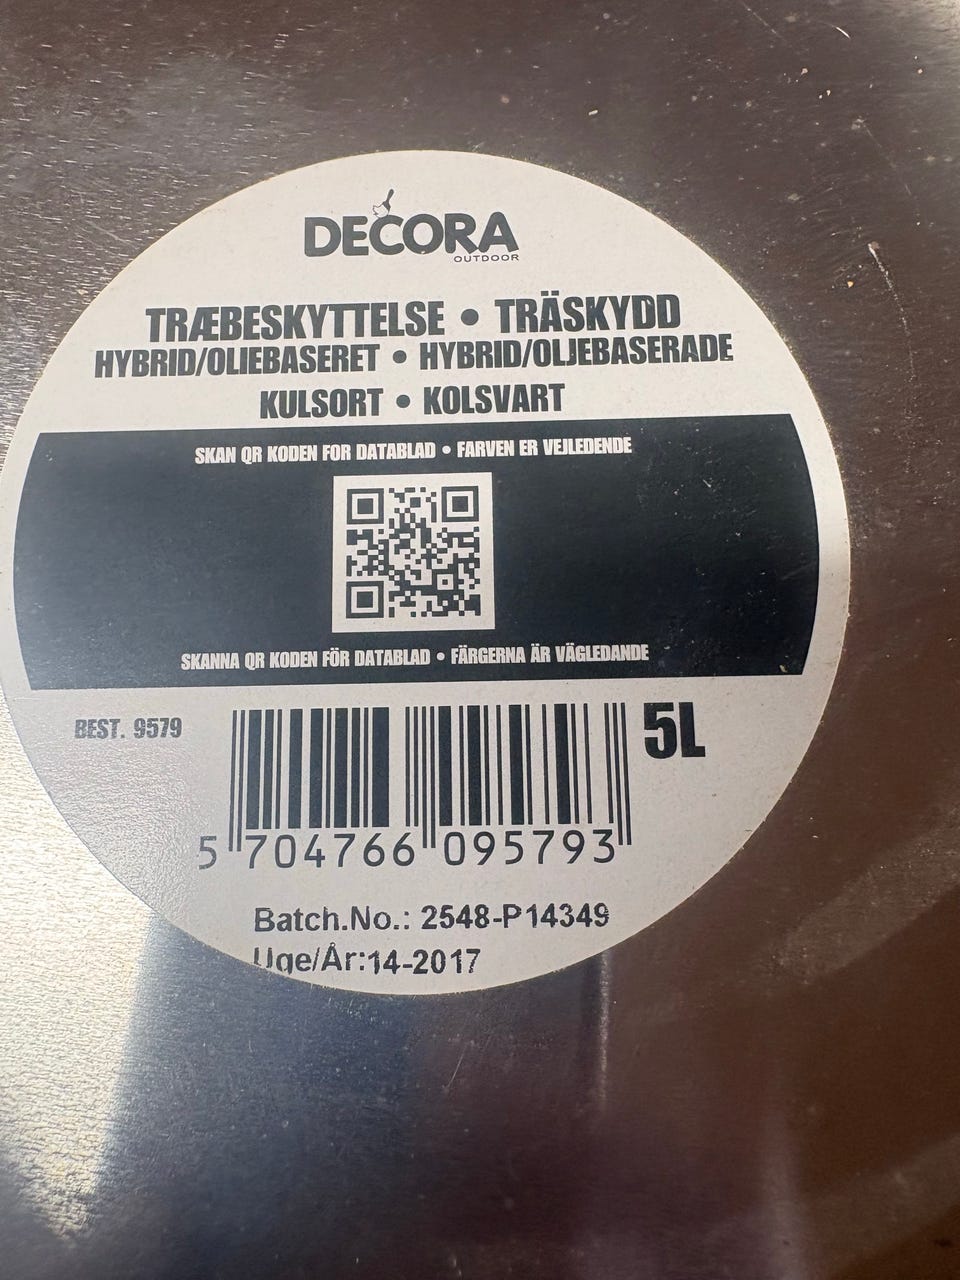 DECORA
OUTDOOR
TRÆBESKYTTELSE • TRÄSKYDD
HYBRID/OLIEBASERET • HYBRID/OLJEBASERADE
KULSORT • KOLSVART
SKAN QR KODEN FOR DATABLAD • FARVEN ER VEJLEDENDE
SKANNA QR KODEN FÖR DATABLAD • FÄRGERNA ÄR VÄGLEDANDE
BEST. 9579
5L
5 704766 095793
Batch.No.: 2548-P14349
Uge/År:14-2017